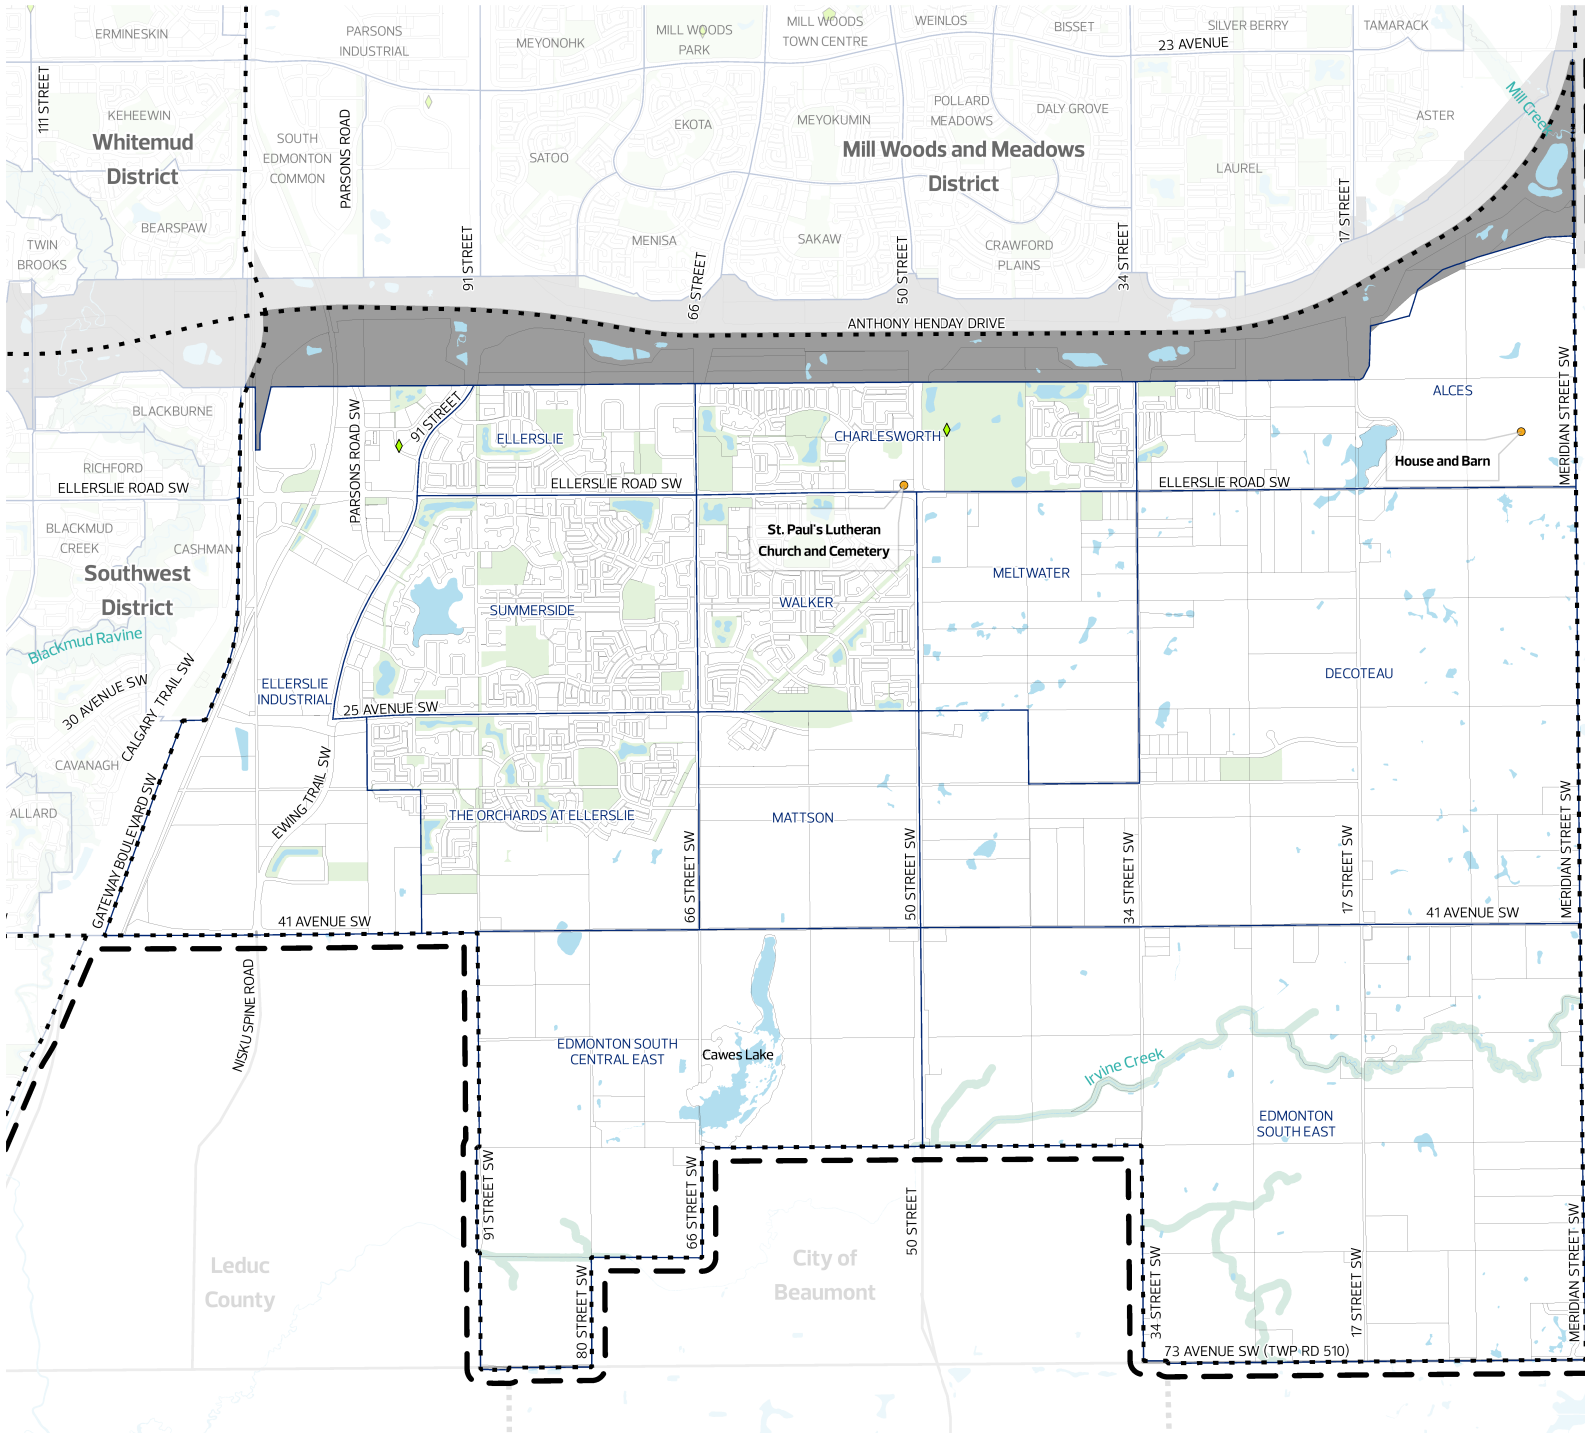 ERMINESKIN
PARSONS
INDUSTRIAL
MEYONOHK
MILL WOODS
PARK
MILL WOODS
TOWN CENTRE
WEINLOS
BISSET
23 AVENUE
SILVER BERRY
TAMARACK
111 STREET
KEHEEWIN
Whitemud
District
SOUTH
EDMONTON
COMMON
PARSONS ROAD
SATOO
EKOTA
MEYOKUMIN
POLLARD
MEADOWS
DALY GROVE
Mill Woods and Meadows
District
LAUREL
ASTER
Mill Creek
BEARSPAW
TWIN
BROOKS
91 STREET
MENISA
66 STREET
SAKAW
50 STREET
CRAWFORD
PLAINS
34 STREET
17 STREET
ANTHONY HENDAY DRIVE
BLACKBURNE
PARSONS ROAD SW
91 STREET
ELLERSLIE
CHARLESWORTH
ALCES
MERIDIAN STREET SW
House and Barn
RICHFORD
ELLERSLIE ROAD SW
ELLERSLIE ROAD SW
ELLERSLIE ROAD SW
BLACKMUD
CREEK
CASHMAN
St. Paul's Lutheran
Church and Cemetery
Southwest
District
MELTWATER
SUMMERSIDE
WALKER
Blackmud Ravine
DECOTEAU
30 AVENUE SW
CALGARY TRAIL SW
ELLERSLIE
INDUSTRIAL
25 AVENUE SW
CAVANAGH
ALLARD
GATEWAY BOULEVARD SW
EWING TRAIL SW
THE ORCHARDS AT ELLERSLIE
MATTSON
66 STREET SW
50 STREET SW
34 STREET SW
17 STREET SW
MERIDIAN STREET SW
41 AVENUE SW
41 AVENUE SW
NISKU SPINE ROAD
EDMONTON SOUTH
CENTRAL EAST
Cawes Lake
Irvine Creek
EDMONTON
SOUTH EAST
91 STREET SW
66 STREET SW
50 STREET
Leduc
County
City of
Beaumont
80 STREET SW
34 STREET SW
17 STREET SW
MERIDIAN STREET SW
73 AVENUE SW (TWP RD 510)